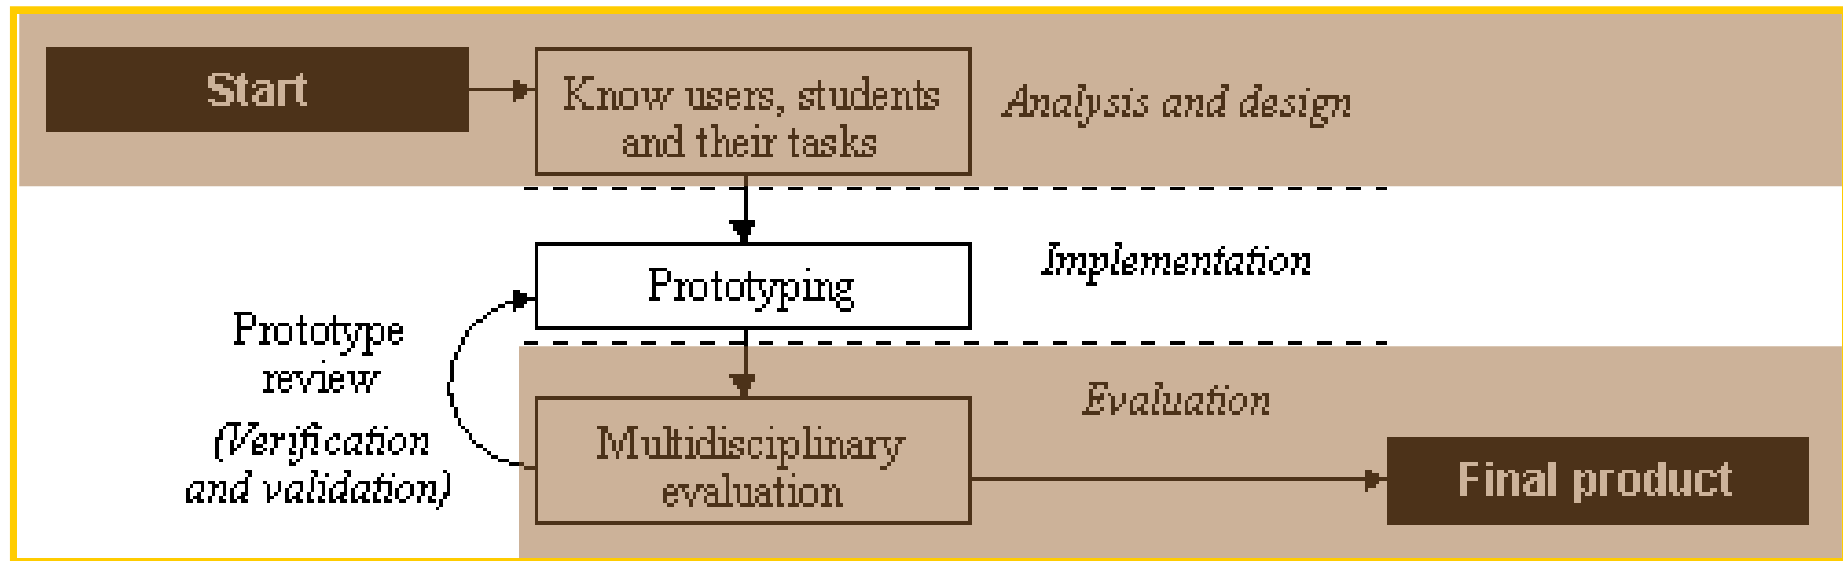 Start
Know users, students
and their tasks
Analysis and design
Prototyping
Implementation
Prototype
review
(Verification
and validation)
Evaluation
Multidisciplinary
evaluation
Final product